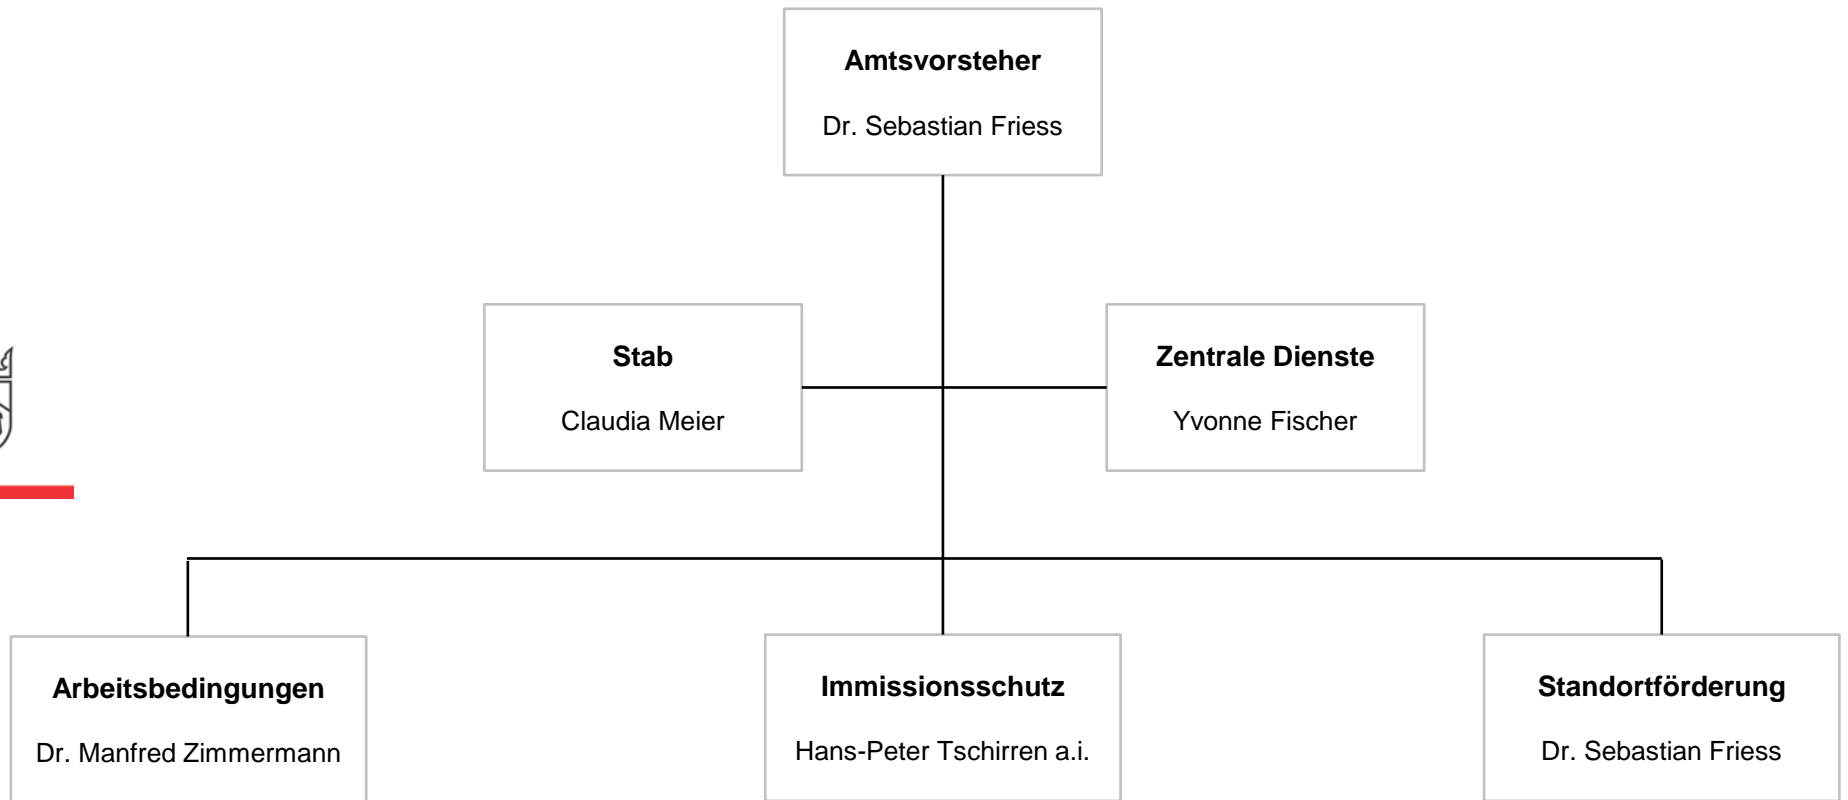 Amtsvorsteher
Dr. Sebastian Friess
Stab
Claudia Meier
Zentrale Dienste
Yvonne Fischer
Arbeitsbedingungen
Dr. Manfred Zimmermann
Immissionsschutz
Hans-Peter Tschirren a.i.
Standortförderung
Dr. Sebastian Friess